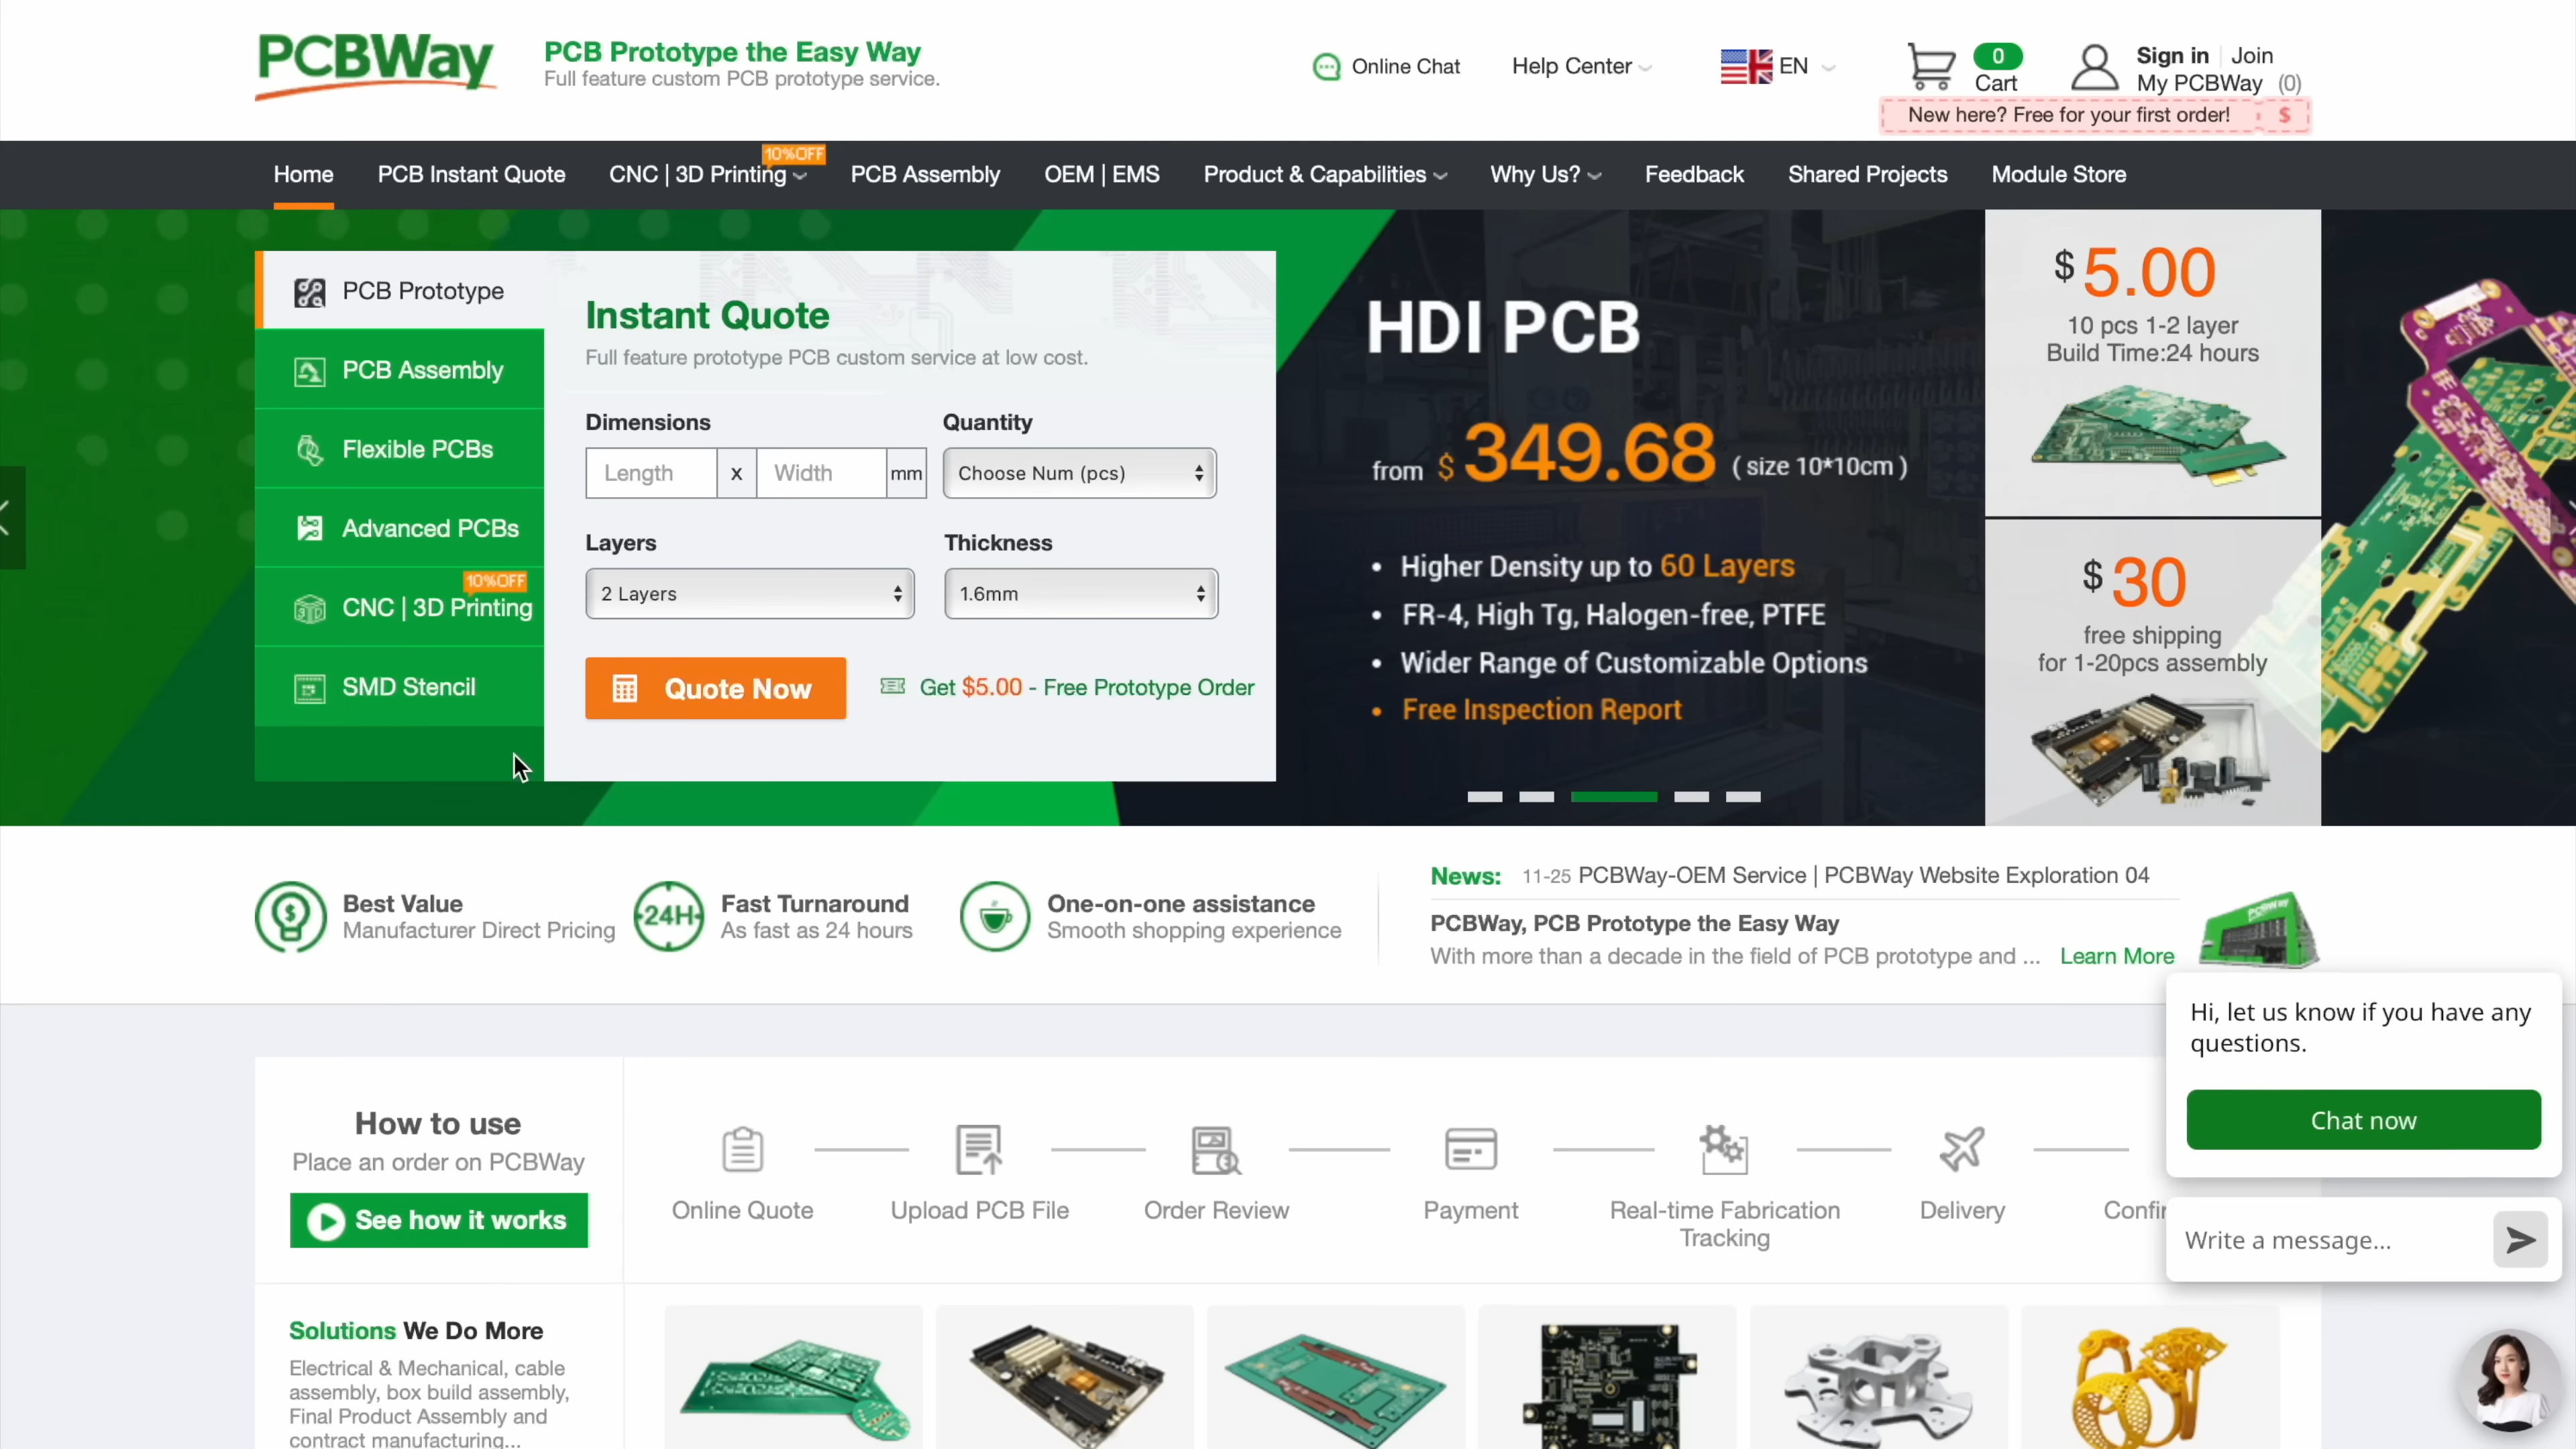 PCBWay
PCB Prototype the Easy Way
Full feature custom PCB prototype service.
Online Chat
Help Center
EN
0
Cart
Sign in | Join
My PCBWay (0)
New here? Free for your first order! $
Home
PCB Instant Quote
CNC | 3D Printing
10%OFF
PCB Assembly
OEM | EMS
Product & Capabilities
Why Us?
Feedback
Shared Projects
Module Store
PCB Prototype
PCB Assembly
Flexible PCBs
Advanced PCBs
10%OFF
CNC | 3D Printing
SMD Stencil
Instant Quote
Full feature prototype PCB custom service at low cost.
Dimensions
Quantity
Length x Width mm
Choose Num (pcs)
Layers
Thickness
2 Layers
1.6mm
Quote Now
Get $5.00 - Free Prototype Order
HDI PCB
from $ 349.68 ( size 10*10cm )
• Higher Density up to 60 Layers
• FR-4, High Tg, Halogen-free, PTFE
• Wider Range of Customizable Options
• Free Inspection Report
$ 5.00
10 pcs 1-2 layer
Build Time:24 hours
$ 30
free shipping
for 1-20pcs assembly
Best Value
Manufacturer Direct Pricing
24H
Fast Turnaround
As fast as 24 hours
One-on-one assistance
Smooth shopping experience
News: 11-25 PCBWay-OEM Service | PCBWay Website Exploration 04
PCBWay, PCB Prototype the Easy Way
With more than a decade in the field of PCB prototype and ... Learn More
PCBWay
Hi, let us know if you have any
questions.
Chat now
Write a message...
How to use
Place an order on PCBWay
See how it works
Online Quote
Upload PCB File
Order Review
Payment
Real-time Fabrication
Tracking
Delivery
Confir
Solutions We Do More
Electrical & Mechanical, cable
assembly, box build assembly,
Final Product Assembly and
contract manufacturing...